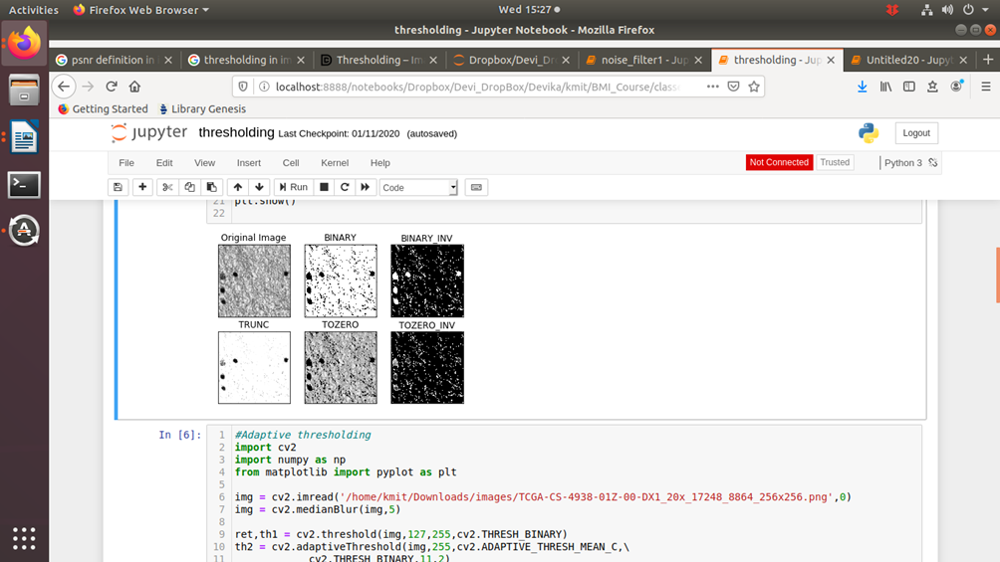 Activities Firefox Web Browser Wed 15:27
thresholding - Jupyter Notebook - Mozilla Firefox
psnr definition in thresholding in im Thresholding – Im Dropbox/Devi_Dr noise_filter1 - Jup thresholding - Jup Untitled20 - Jupyt
localhost:8888/notebooks/Dropbox/Devi_DropBox/Devika/kmit/BMI_Course/classe
Getting Started Library Genesis
jupyter thresholding Last Checkpoint: 01/11/2020 (autosaved) Logout
File Edit View Insert Cell Kernel Help Not Connected Trusted Python 3
Run Code
21 plt.show()
22
Original Image BINARY BINARY_INV
TRUNC TOZERO TOZERO_INV
In [6]: 1 #Adaptive thresholding
2 import cv2
3 import numpy as np
4 from matplotlib import pyplot as plt
5
6 img = cv2.imread('/home/kmit/Downloads/images/TCGA-CS-4938-01Z-00-DX1_20x_17248_8864_256x256.png',0)
7 img = cv2.medianBlur(img,5)
8
9 ret,th1 = cv2.threshold(img,127,255,cv2.THRESH_BINARY)
10 th2 = cv2.adaptiveThreshold(img,255,cv2.ADAPTIVE_THRESH_MEAN_C,\
11 cv2.THRESH_BINARY,11,2)